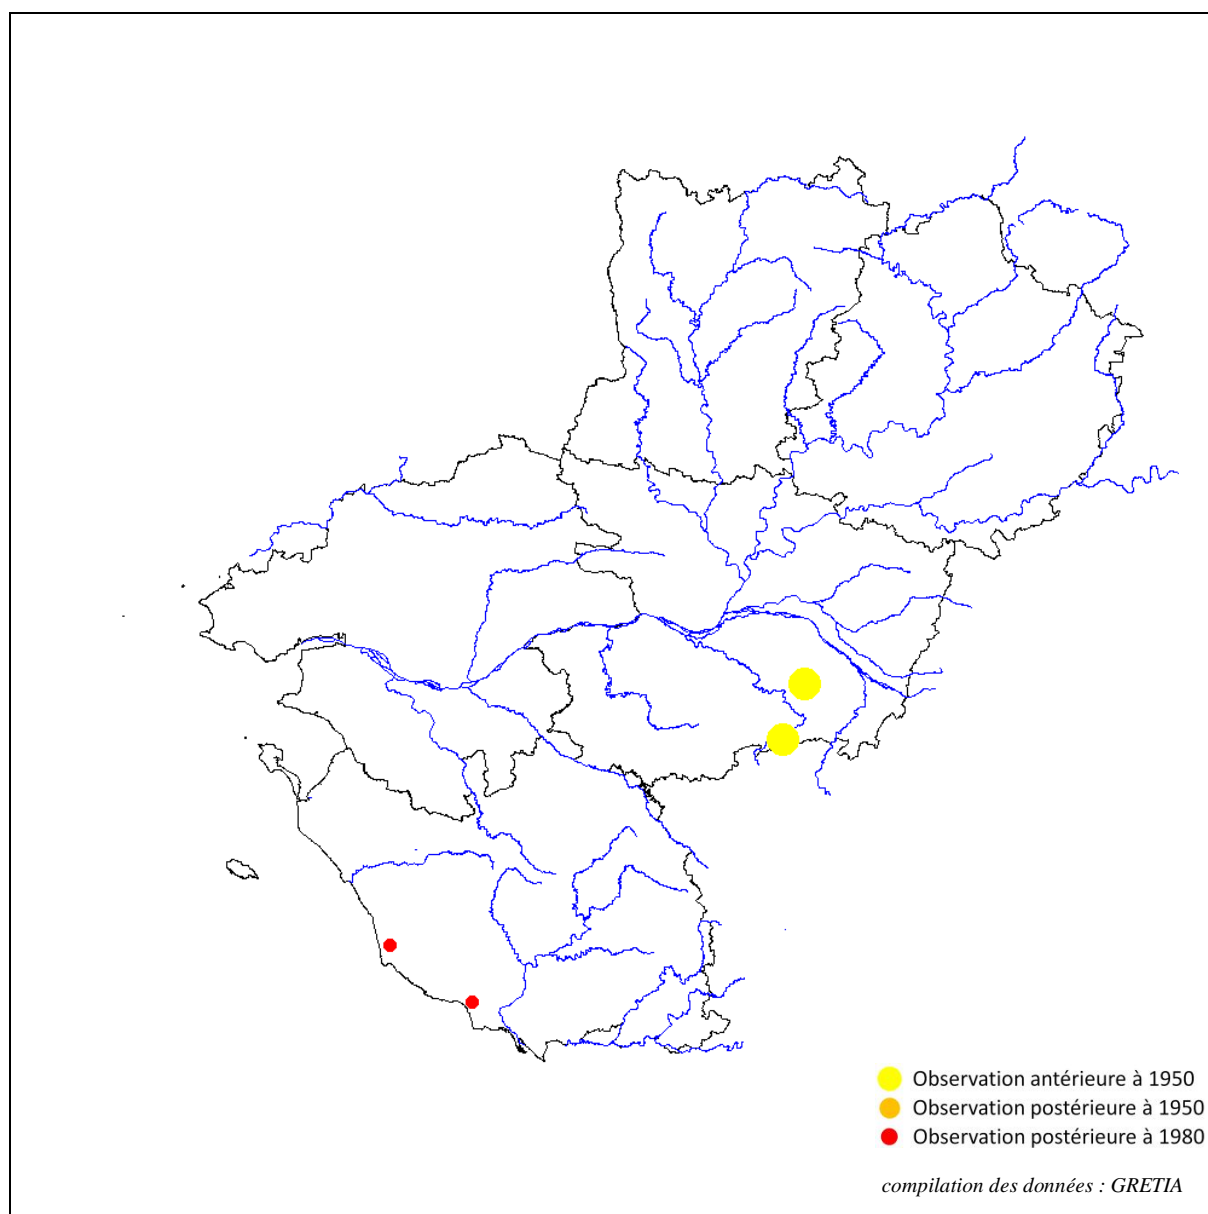 Observation antérieure à 1950
Observation postérieure à 1950
Observation postérieure à 1980
compilation des données : GRETIA